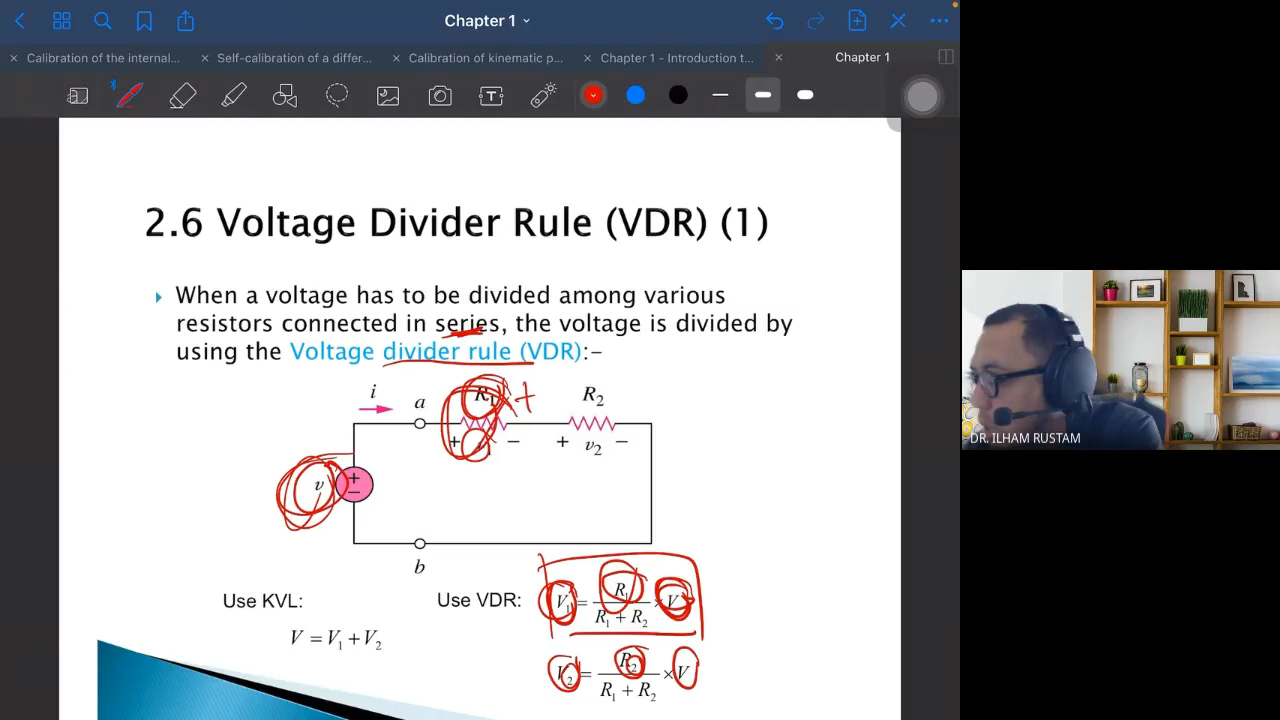 Chapter 1
Calibration of the internal...
Self-calibration of a differ...
Calibration of kinematic p...
Chapter 1 - Introduction t...
Chapter 1
T
2.6 Voltage Divider Rule (VDR) (1)
When a voltage has to be divided among various
resistors connected in series, the voltage is divided by
using the Voltage divider rule (VDR):-
i
a
R₁
+
R₂
+
v₁
−
+
v₂
−
v
+
−
b
Use KVL:
V = V₁ + V₂
Use VDR:
V₁ = R₁ / (R₁ + R₂) × V
V₂ = R₂ / (R₁ + R₂) × V
DR. ILHAM RUSTAM